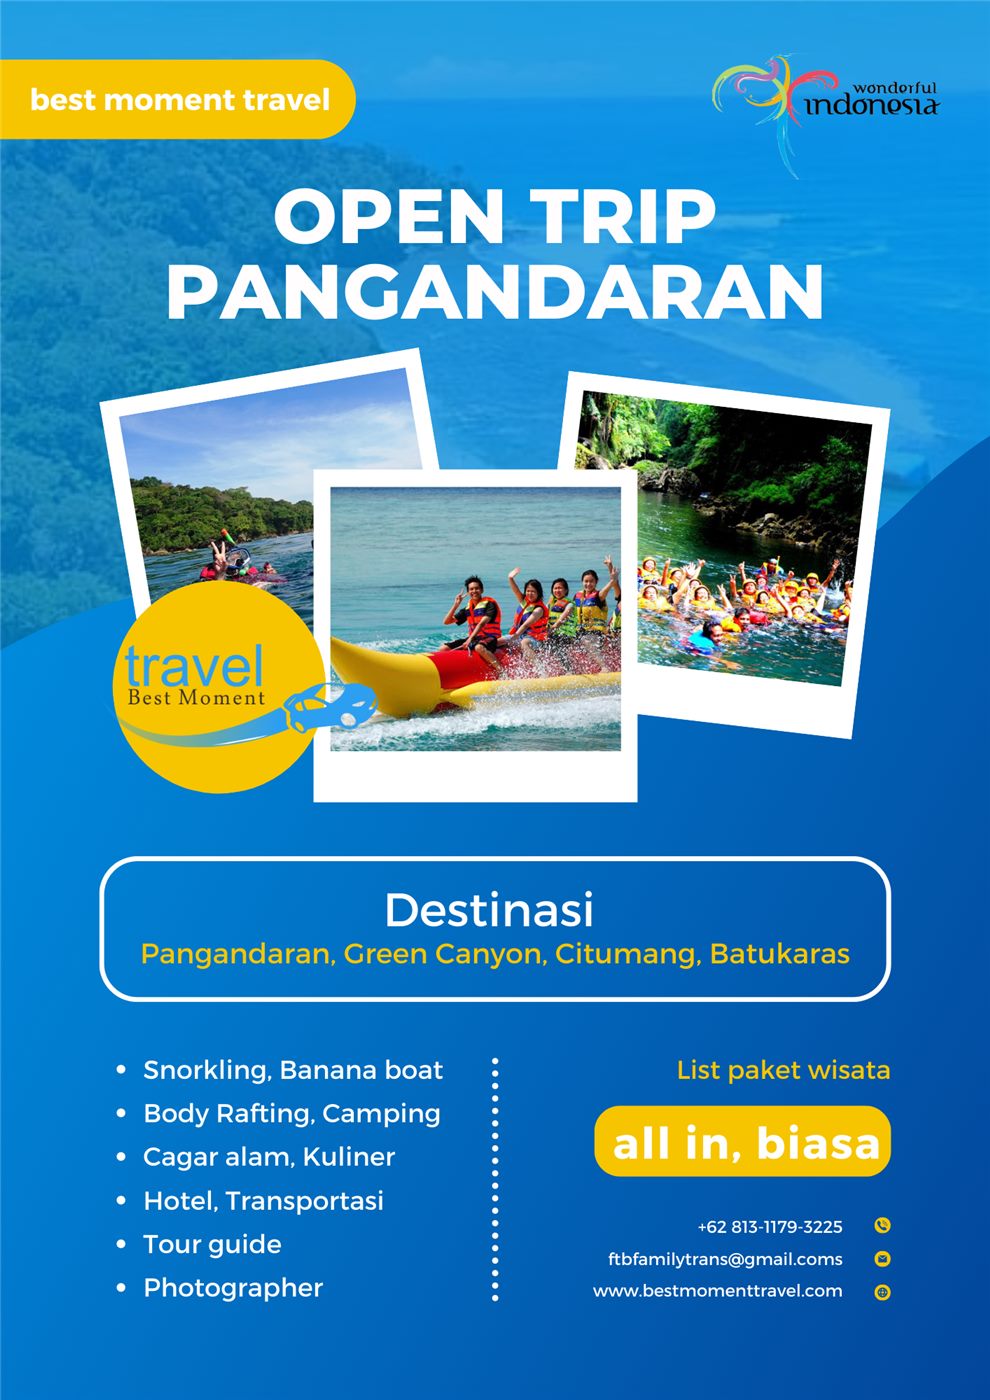 best moment travel
wonderful
indonesia
OPEN TRIP
PANGANDARAN
travel
Best Moment
Destinasi
Pangandaran, Green Canyon, Citumang, Batukaras
• Snorkling, Banana boat
• Body Rafting, Camping
• Cagar alam, Kuliner
• Hotel, Transportasi
• Tour guide
• Photographer
List paket wisata
all in, biasa
+62 813-1179-3225
ftbfamilytrans@gmail.coms
www.bestmomenttravel.com